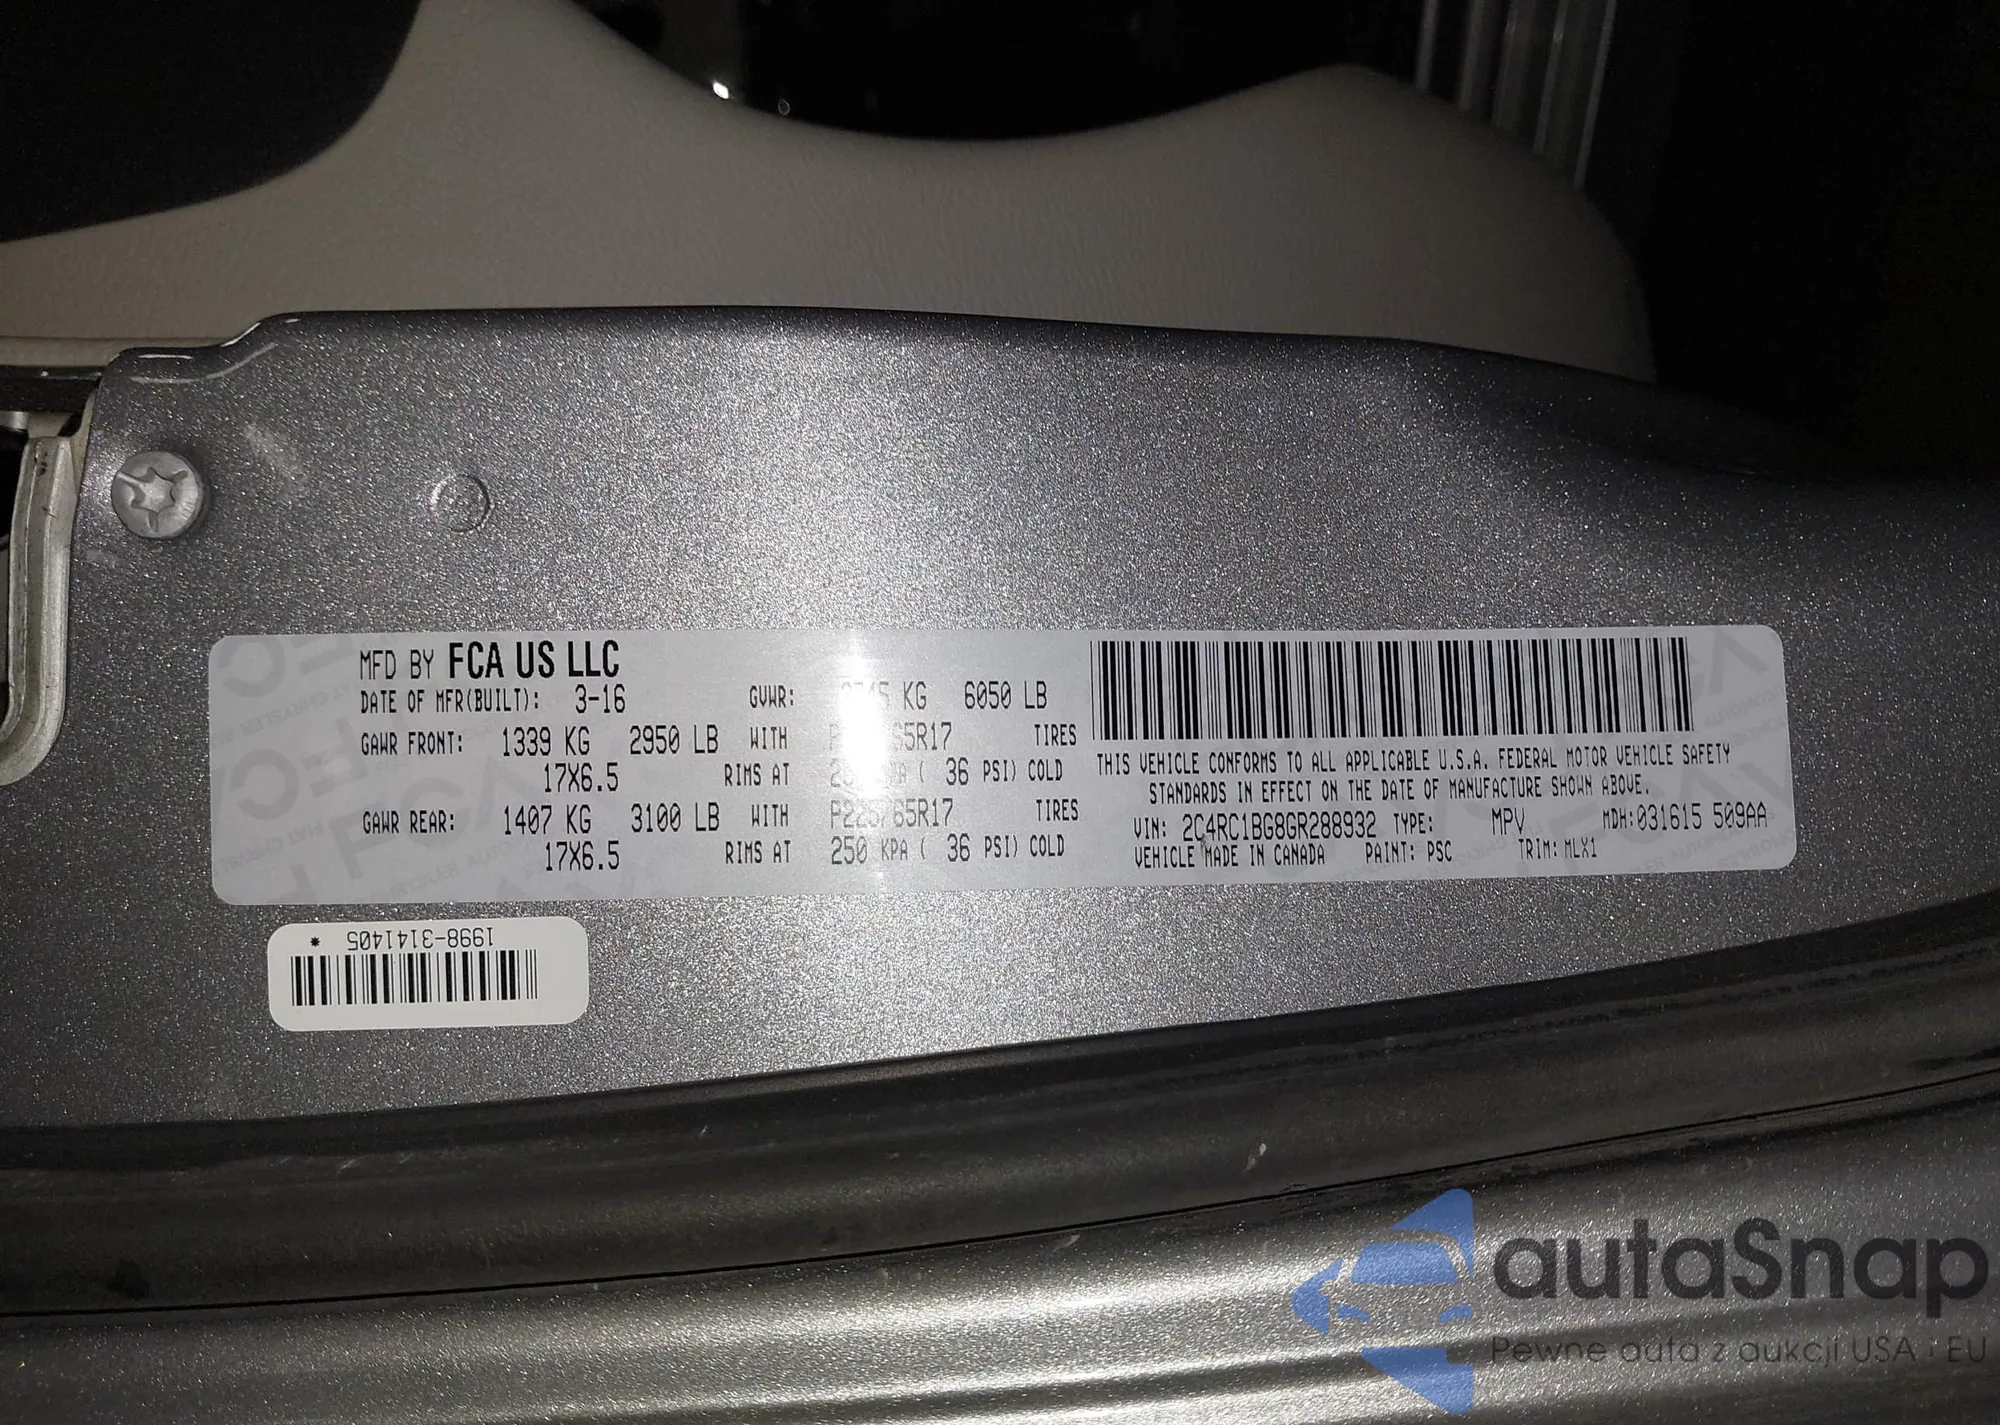 MFD BY FCA US LLC
DATE OF MFR(BUILT): 3-16 GVWR: KG 6050 LB
GAWR FRONT: 1339 KG 2950 LB WITH TIRES
17X6.5 RIMS AT ( 36 PSI) COLD
GAWR REAR: 1407 KG 3100 LB WITH P225/65R17 TIRES
17X6.5 RIMS AT 250 KPA ( 36 PSI) COLD
THIS VEHICLE CONFORMS TO ALL APPLICABLE U.S.A. FEDERAL MOTOR VEHICLE SAFETY
STANDARDS IN EFFECT ON THE DATE OF MANUFACTURE SHOWN ABOVE.
VIN: 2C4RC1BG8GR288932 TYPE: MPV MDH:031615 509AA
VEHICLE MADE IN CANADA PAINT: PSC TRIM: MLX1
1998-3141405 *
autaSnap
Pewne auta z aukcji USA i EU